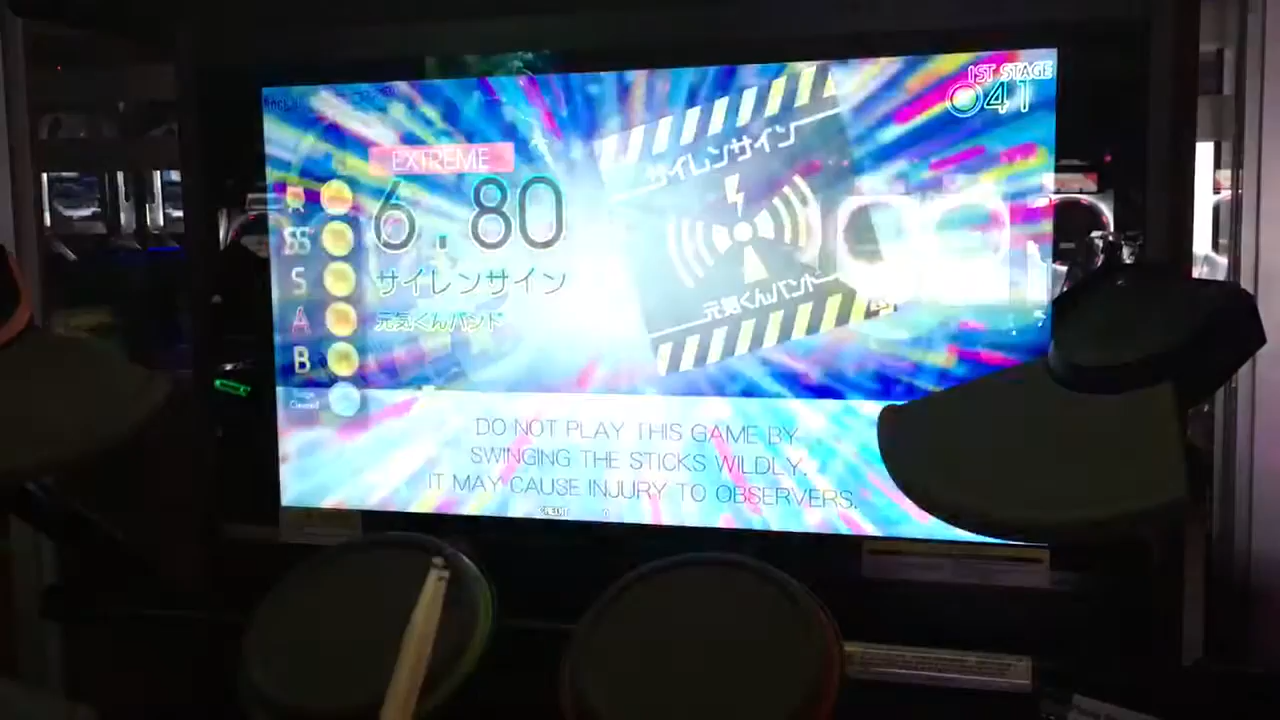 1ST STAGE
041
EXTREME
6.80
サイレンサイン
元気くんバンド
サイレンサイン
元気くんバンド
SS
S
A
B
DO NOT PLAY THIS GAME BY
SWINGING THE STICKS WILDLY.
IT MAY CAUSE INJURY TO OBSERVERS.
CREDIT 0